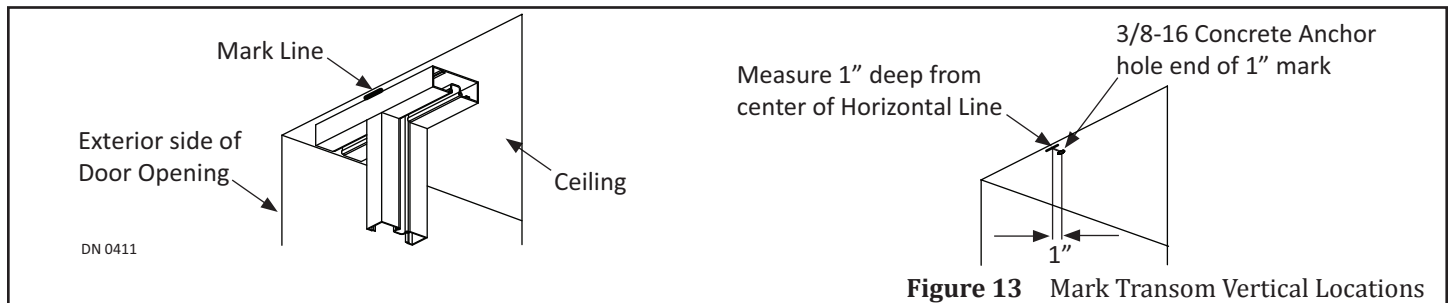 Mark Line
Exterior side of
Door Opening
Ceiling
DN 0411
Measure 1” deep from
center of Horizontal Line
3/8-16 Concrete Anchor
hole end of 1” mark
1”
Figure 13 Mark Transom Vertical Locations